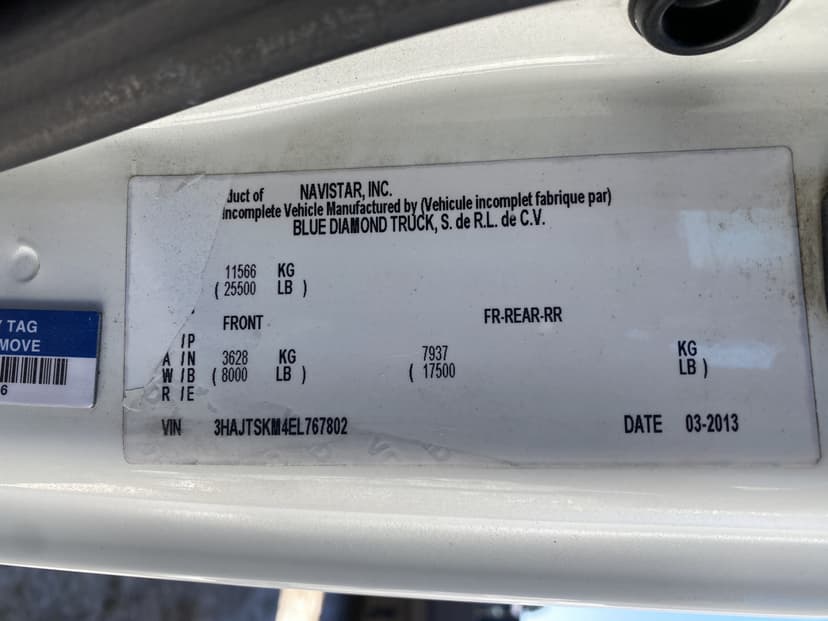 duct of NAVISTAR, INC.
Incomplete Vehicle Manufactured by (Vehicule incomplet fabrique par)
BLUE DIAMOND TRUCK, S. de R.L. de C.V.
11566 KG
( 25500 LB )
FRONT FR-REAR-RR
/P
A /N 3628 KG 7937 KG
W/B ( 8000 LB ) ( 17500 LB )
R /E
VIN 3HAJTSKM4EL767802 DATE 03-2013
TAG
MOVE
6